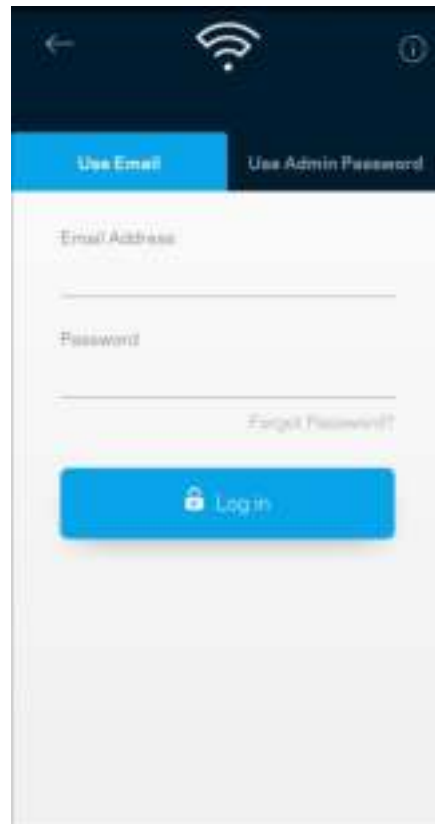 Use Email
Use Admin Password
Email Address
Password
Forgot Password?
Log in